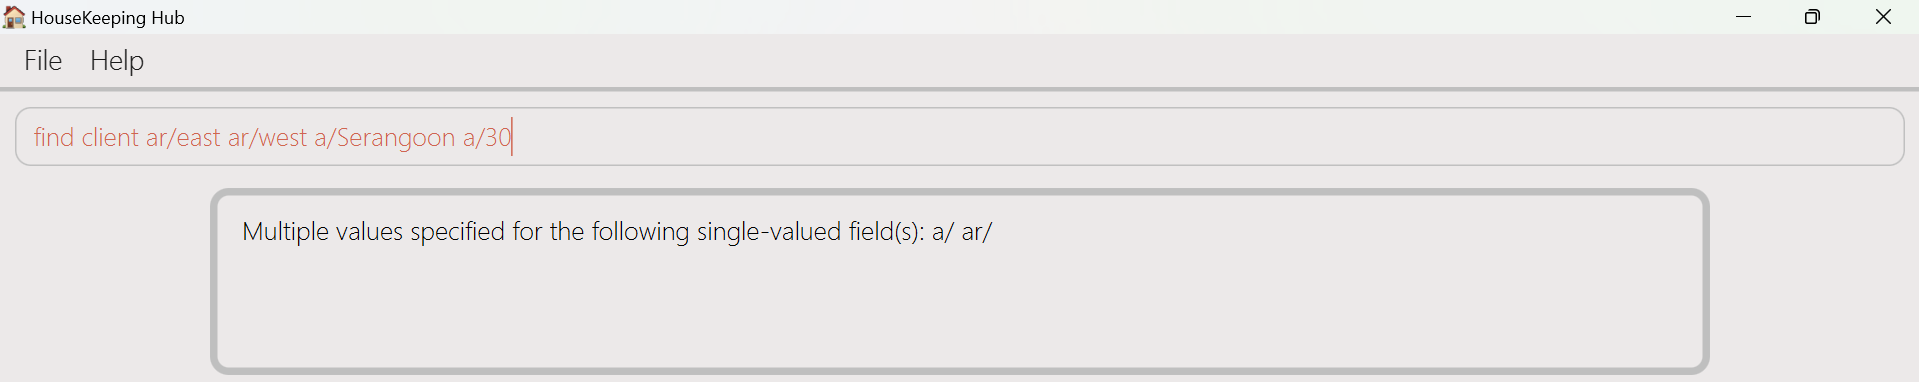 HouseKeeping Hub
File Help
find client ar/east ar/west a/Serangoon a/30
Multiple values specified for the following single-valued field(s): a/ ar/